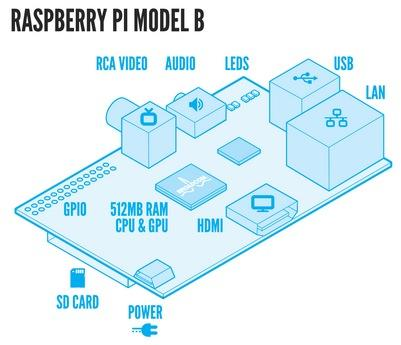 RASPBERRY PI MODEL B
RCA VIDEO
AUDIO
LEDS
USB
LAN
GPIO
512MB RAM
CPU & GPU
HDMI
SD CARD
POWER